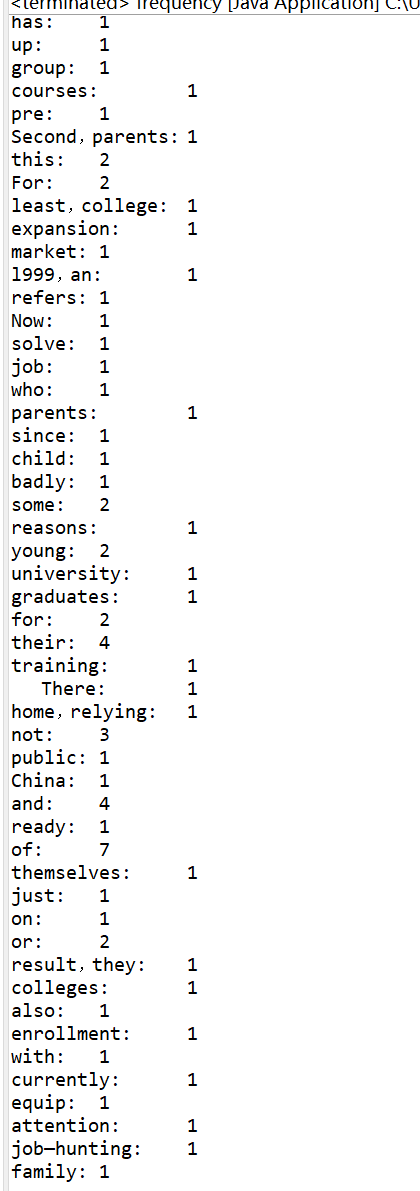 <terminated> frequency [Java Application] C:\U
has: 1
up: 1
group: 1
courses: 1
pre: 1
Second，parents: 1
this: 2
For: 2
least，college: 1
expansion: 1
market: 1
l999，an: 1
refers: 1
Now: 1
solve: 1
job: 1
who: 1
parents: 1
since: 1
child: 1
badly: 1
some: 2
reasons: 1
young: 2
university: 1
graduates: 1
for: 2
their: 4
training: 1
There: 1
home，relying: 1
not: 3
public: 1
China: 1
and: 4
ready: 1
of: 7
themselves: 1
just: 1
on: 1
or: 2
result，they: 1
colleges: 1
also: 1
enrollment: 1
with: 1
currently: 1
equip: 1
attention: 1
job—hunting: 1
family: 1